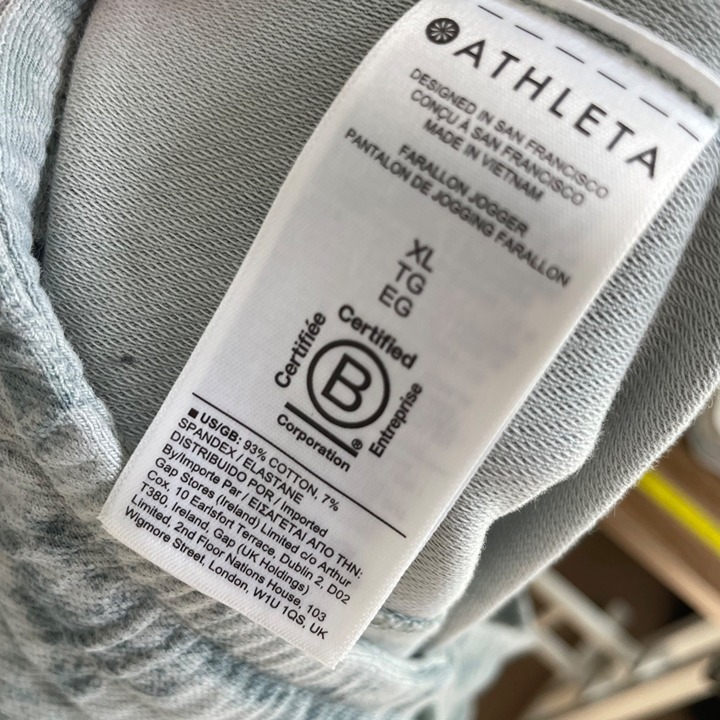 ATHLETA
DESIGNED IN SAN FRANCISCO
CONÇU À SAN FRANCISCO
MADE IN VIETNAM
FARALLON JOGGER
PANTALON DE JOGGING FARALLON
XL
TG
EG
Certified
Certifiée
B
Entreprise
®
Corporation
US/GB: 93% COTTON, 7%
SPANDEX / ELASTANE
DISTRIBUIDO POR / Imported
By/Importe Par / ΕΙΣΑΓΕΤΑΙ ΑΠΟ ΤΗΝ:
Gap Stores (Ireland) Limited c/o Arthur
Cox, 10 Earlsfort Terrace, Dublin 2, D02
T380, Ireland, Gap (UK Holdings)
Limited, 2nd Floor Nations House, 103
Wigmore Street, London, W1U 1QS, UK